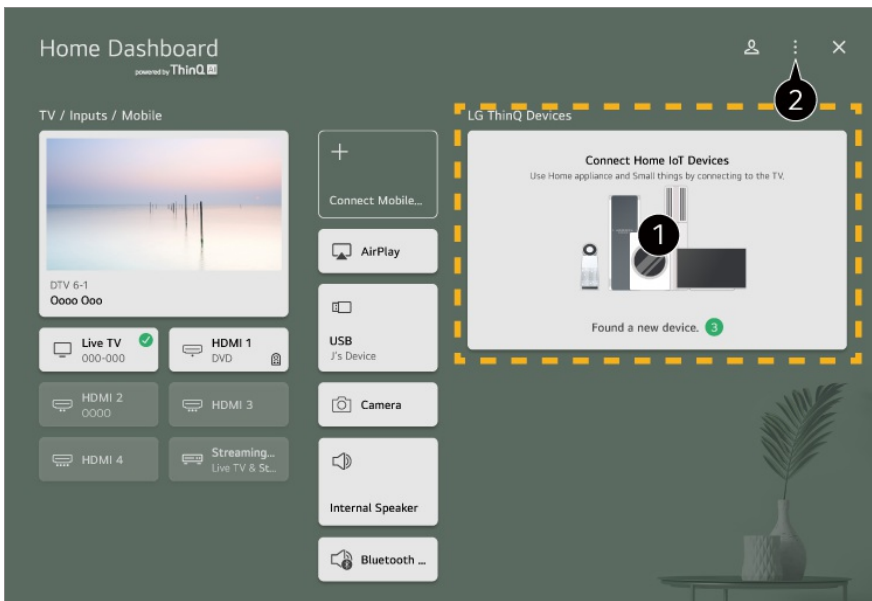 Home Dashboard
powered by ThinQ AI
2
TV / Inputs / Mobile
LG ThinQ Devices
DTV 6-1
Oooo Ooo
Live TV
000-000
HDMI 1
DVD
HDMI 2
0000
HDMI 3
HDMI 4
Streaming...
Live TV & St...
Connect Mobile...
AirPlay
USB
J's Device
Camera
Internal Speaker
Bluetooth ...
Connect Home IoT Devices
Use Home appliance and Small things by connecting to the TV.
1
Found a new device. 3